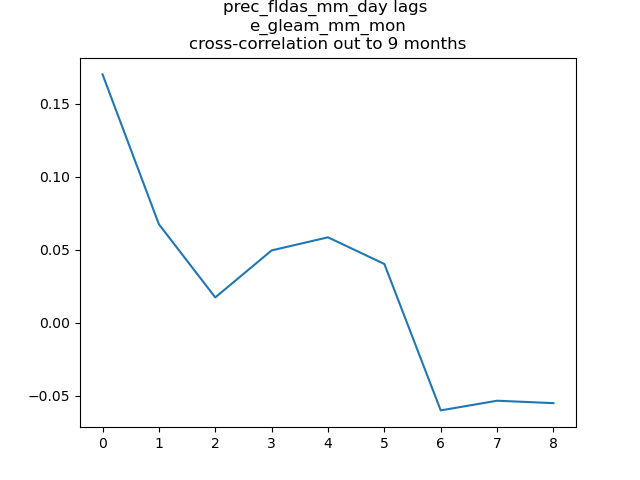 prec_fldas_mm_day lags
e_gleam_mm_mon
cross-correlation out to 9 months
0.15
0.10
0.05
0.00
−0.05
0 1 2 3 4 5 6 7 8